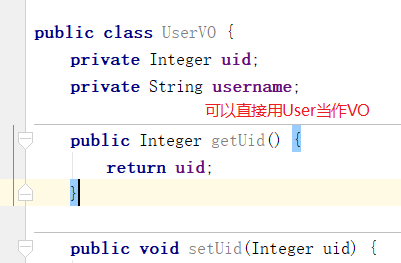 public class UserVO {
private Integer uid;
private String username;
可以直接用User当作VO
public Integer getUid() {
return uid;
}
public void setUid(Integer uid) {